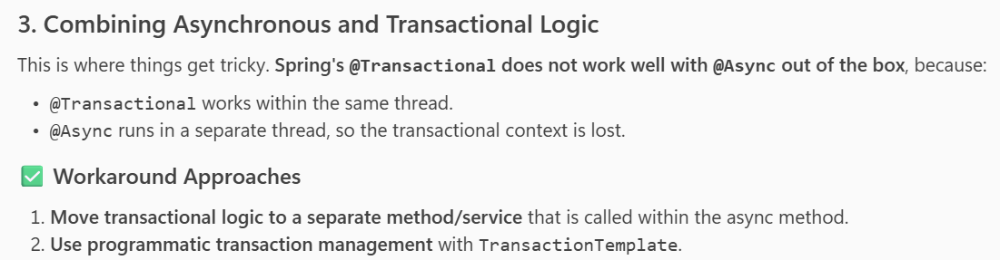 3. Combining Asynchronous and Transactional Logic
This is where things get tricky. Spring's @Transactional does not work well with @Async out of the box, because:
• @Transactional works within the same thread.
• @Async runs in a separate thread, so the transactional context is lost.
✅ Workaround Approaches
1. Move transactional logic to a separate method/service that is called within the async method.
2. Use programmatic transaction management with TransactionTemplate.